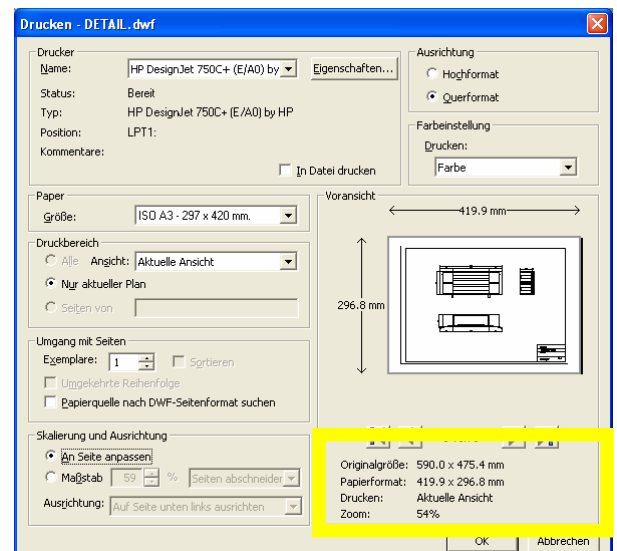 Drucken - DETAIL.dwf
Drucker
Name: HP DesignJet 750C+ (E/A0) by
Eigenschaften...
Status: Bereit
Typ: HP DesignJet 750C+ (E/A0) by HP
Position: LPT1:
Kommentare:
In Datei drucken
Ausrichtung
Hochformat
Querformat
Farbeinstellung
Drucken:
Farbe
Paper
Größe: ISO A3 - 297 x 420 mm.
Druckbereich
Alle Ansicht: Aktuelle Ansicht
Nur aktueller Plan
Seiten von
Umgang mit Seiten
Exemplare: 1 Sortieren
Umgekehrte Reihenfolge
Papierquelle nach DWF-Seitenformat suchen
Skalierung und Ausrichtung
An Seite anpassen
Maßstab 59 % Seiten abschneider
Ausrichtung: Auf Seite unten links ausrichten
Voransicht
419.9 mm
296.8 mm
Originalgröße: 590.0 x 475.4 mm
Papierformat: 419.9 x 296.8 mm
Drucken: Aktuelle Ansicht
Zoom: 54%
OK Abbrechen